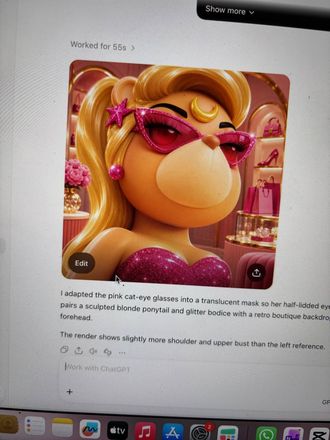 Show more
Worked for 55s
Edit
I adapted the pink cat-eye glasses into a translucent mask so her half-lidded
pairs a sculpted blonde ponytail and glitter bodice with a retro boutique
forehead.
The render shows slightly more shoulder and upper bust than the left reference.
Work with ChatGPT
tv